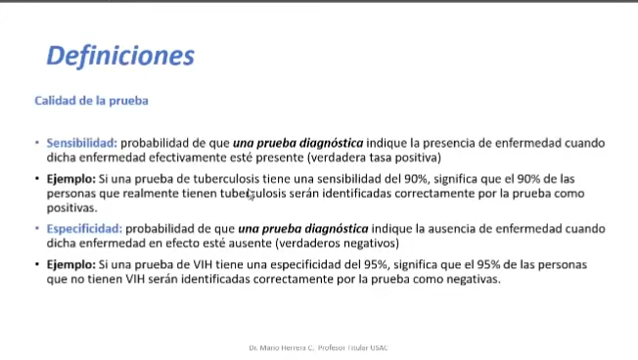 Definiciones
Calidad de la prueba
• Sensibilidad: probabilidad de que una prueba diagnóstica indique la presencia de enfermedad cuando
dicha enfermedad efectivamente esté presente (verdadera tasa positiva)
• Ejemplo: Si una prueba de tuberculosis tiene una sensibilidad del 90%, significa que el 90% de las
personas que realmente tienen tuberculosis serán identificadas correctamente por la prueba como
positivas.
• Especificidad: probabilidad de que una prueba diagnóstica indique la ausencia de enfermedad cuando
dicha enfermedad en efecto esté ausente (verdaderos negativos)
• Ejemplo: Si una prueba de VIH tiene una especificidad del 95%, significa que el 95% de las personas
que no tienen VIH serán identificadas correctamente por la prueba como negativas.
Dr. Mario Herrera C. Profesor Titular USAC